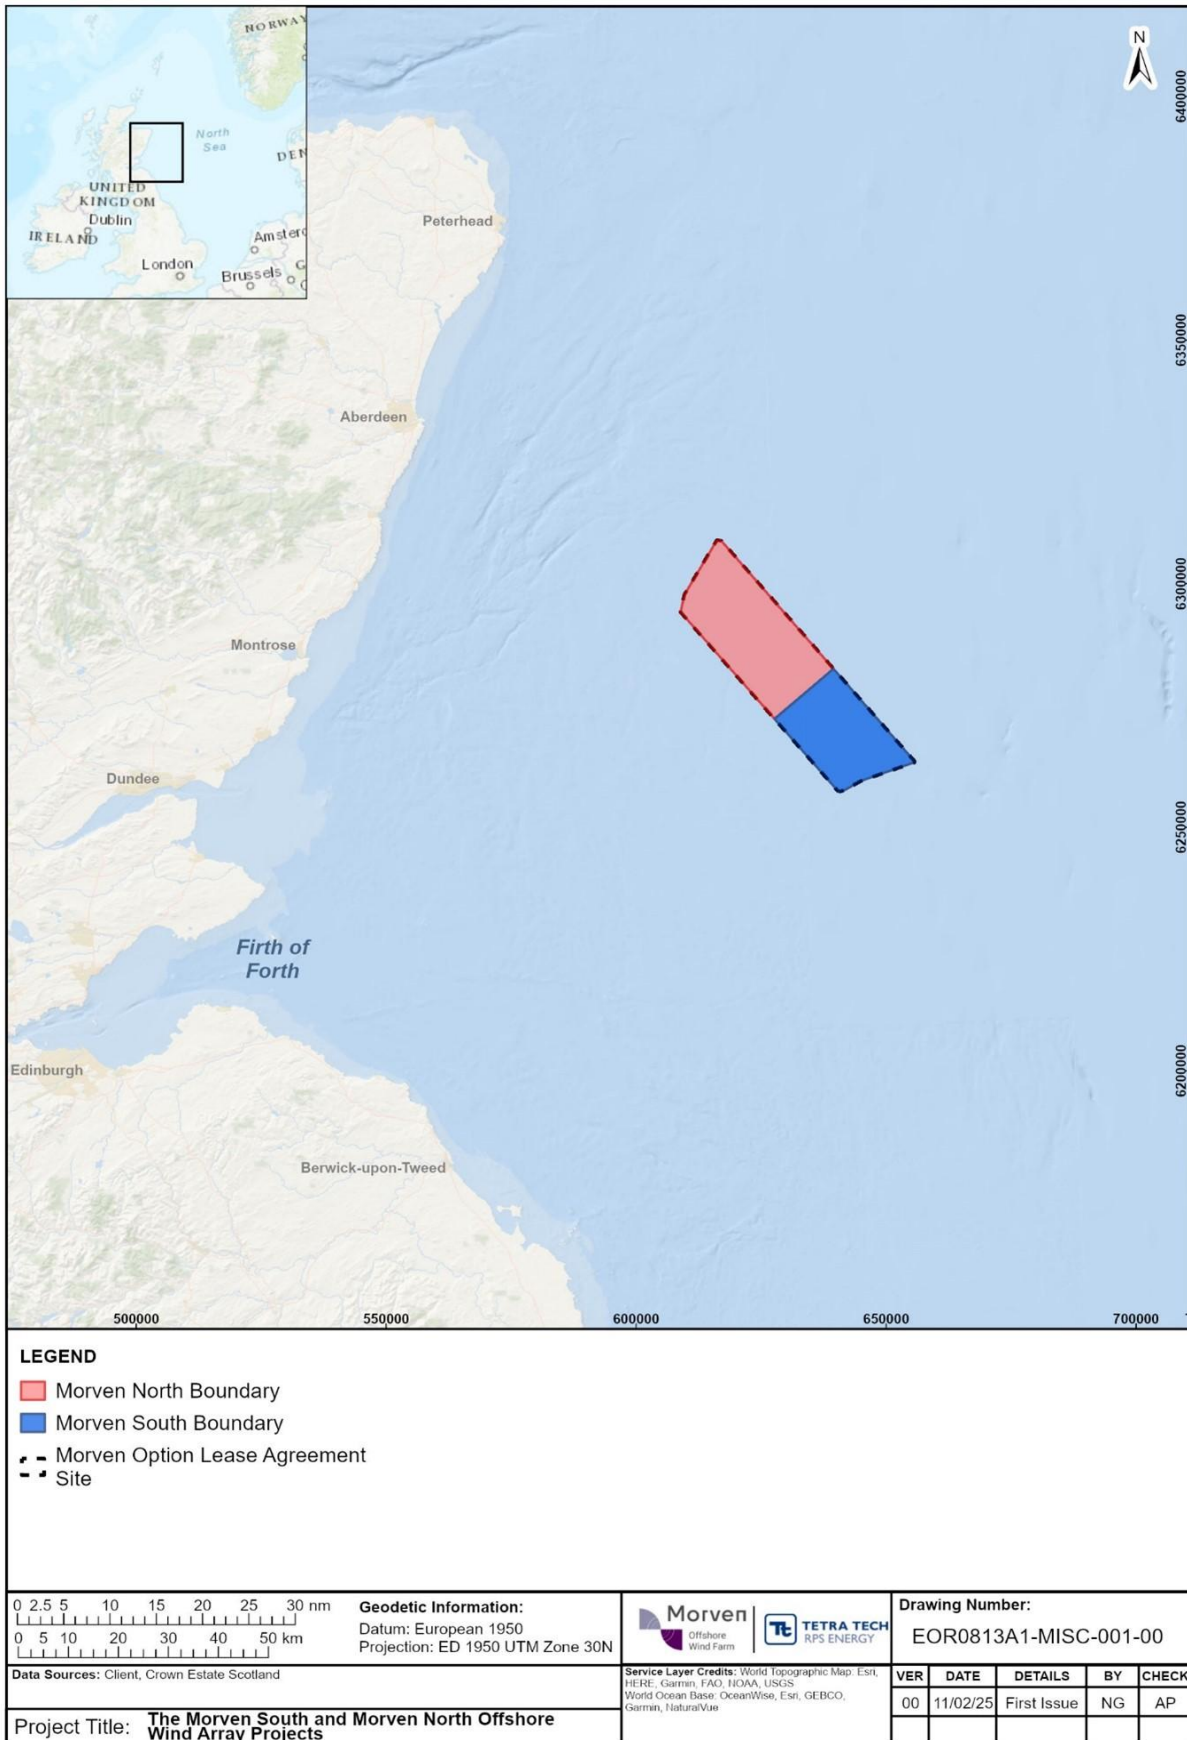 NORWAY
North
Sea
DEN
UNITED
KINGDOM
Dublin
IRELAND
Amsterd
London
Brussels
N
Peterhead
Aberdeen
Montrose
Dundee
Firth of
Forth
Edinburgh
Berwick-upon-Tweed
6400000
6350000
6300000
6250000
6200000
500000 550000 600000 650000 700000
LEGEND
Morven North Boundary
Morven South Boundary
Morven Option Lease Agreement
Site
0 2.5 5 10 15 20 25 30 nm
0 5 10 20 30 40 50 km
Geodetic Information:
Datum: European 1950
Projection: ED 1950 UTM Zone 30N
Morven
Offshore
Wind Farm
Tt
TETRA TECH
RPS ENERGY
Drawing Number:
EOR0813A1-MISC-001-00
Data Sources: Client, Crown Estate Scotland
Service Layer Credits: World Topographic Map: Esri,
HERE, Garmin, FAO, NOAA, USGS
World Ocean Base: OceanWise, Esri, GEBCO,
Garmin, NaturalVue
VER DATE DETAILS BY CHECK
00 11/02/25 First Issue NG AP
Project Title: The Morven South and Morven North Offshore
Wind Array Projects